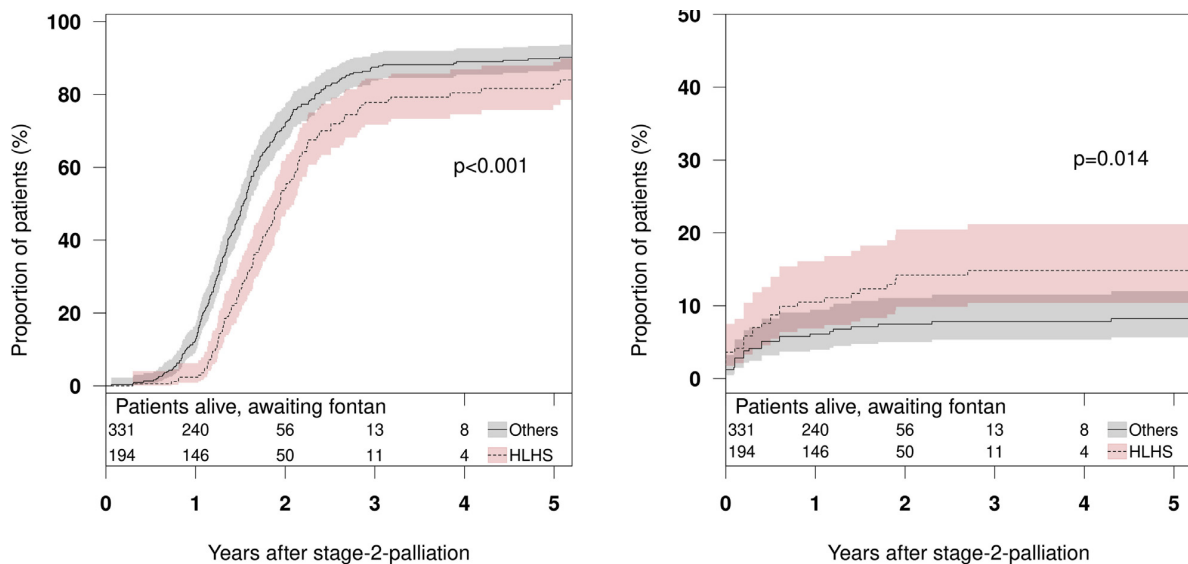 100
80
60
40
20
0
Proportion of patients (%)
p<0.001
Patients alive, awaiting fontan
331 240 56 13 8 Others
194 146 50 11 4 HLHS
0 1 2 3 4 5
Years after stage-2-palliation
50
40
30
20
10
0
Proportion of patients (%)
p=0.014
Patients alive, awaiting fontan
331 240 56 13 8 Others
194 146 50 11 4 HLHS
0 1 2 3 4 5
Years after stage-2-palliation